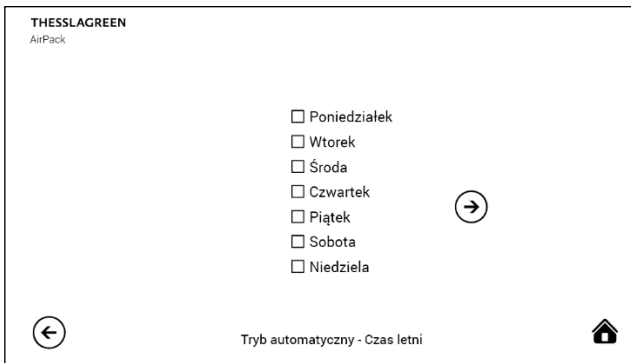 THESSLAGREEN
AirPack
Poniedziałek
Wtorek
Środa
Czwartek
Piątek
Sobota
Niedziela
Tryb automatyczny - Czas letni